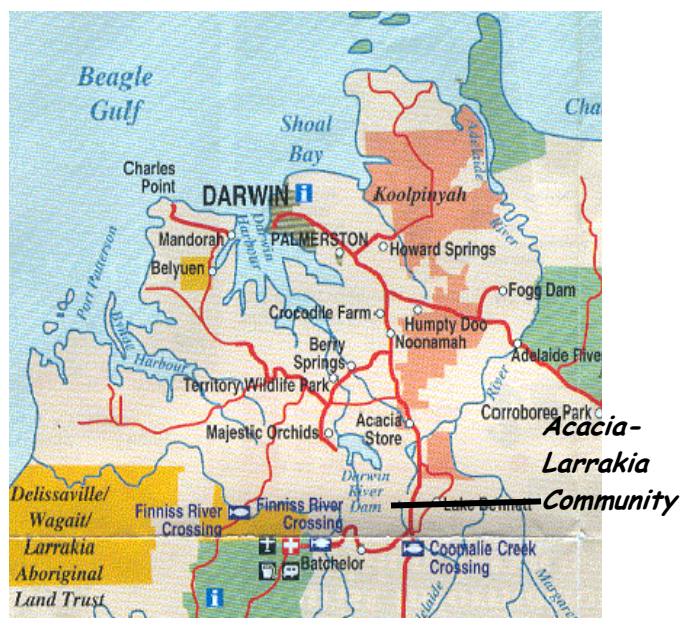 Beagle
Gulf
Shoal
Bay
Cha
Adelaide
River
Charles
Point
DARWIN
i
Koolpinyah
Darwin
Harbour
PALMERSTON
Mandorah
Howard Springs
Belyuen
Port Patterson
Bynoe
Harbour
Fogg Dam
Crocodile Farm
Humpty Doo
Noonamah
Berry
Springs
Adelaide River
River
Territory Wildlife Park
Corroboree Park
Majestic Orchids
Acacia
Store
Acacia-
Larrakia
Community
Darwin
River
Dam
Lake Bennett
Delissaville/
Wagait/
Larrakia
Aboriginal
Land Trust
Finniss River
Crossing
Finniss River
Crossing
Batchelor
Coomalie Creek
Crossing
i
Adelaide
Margaret